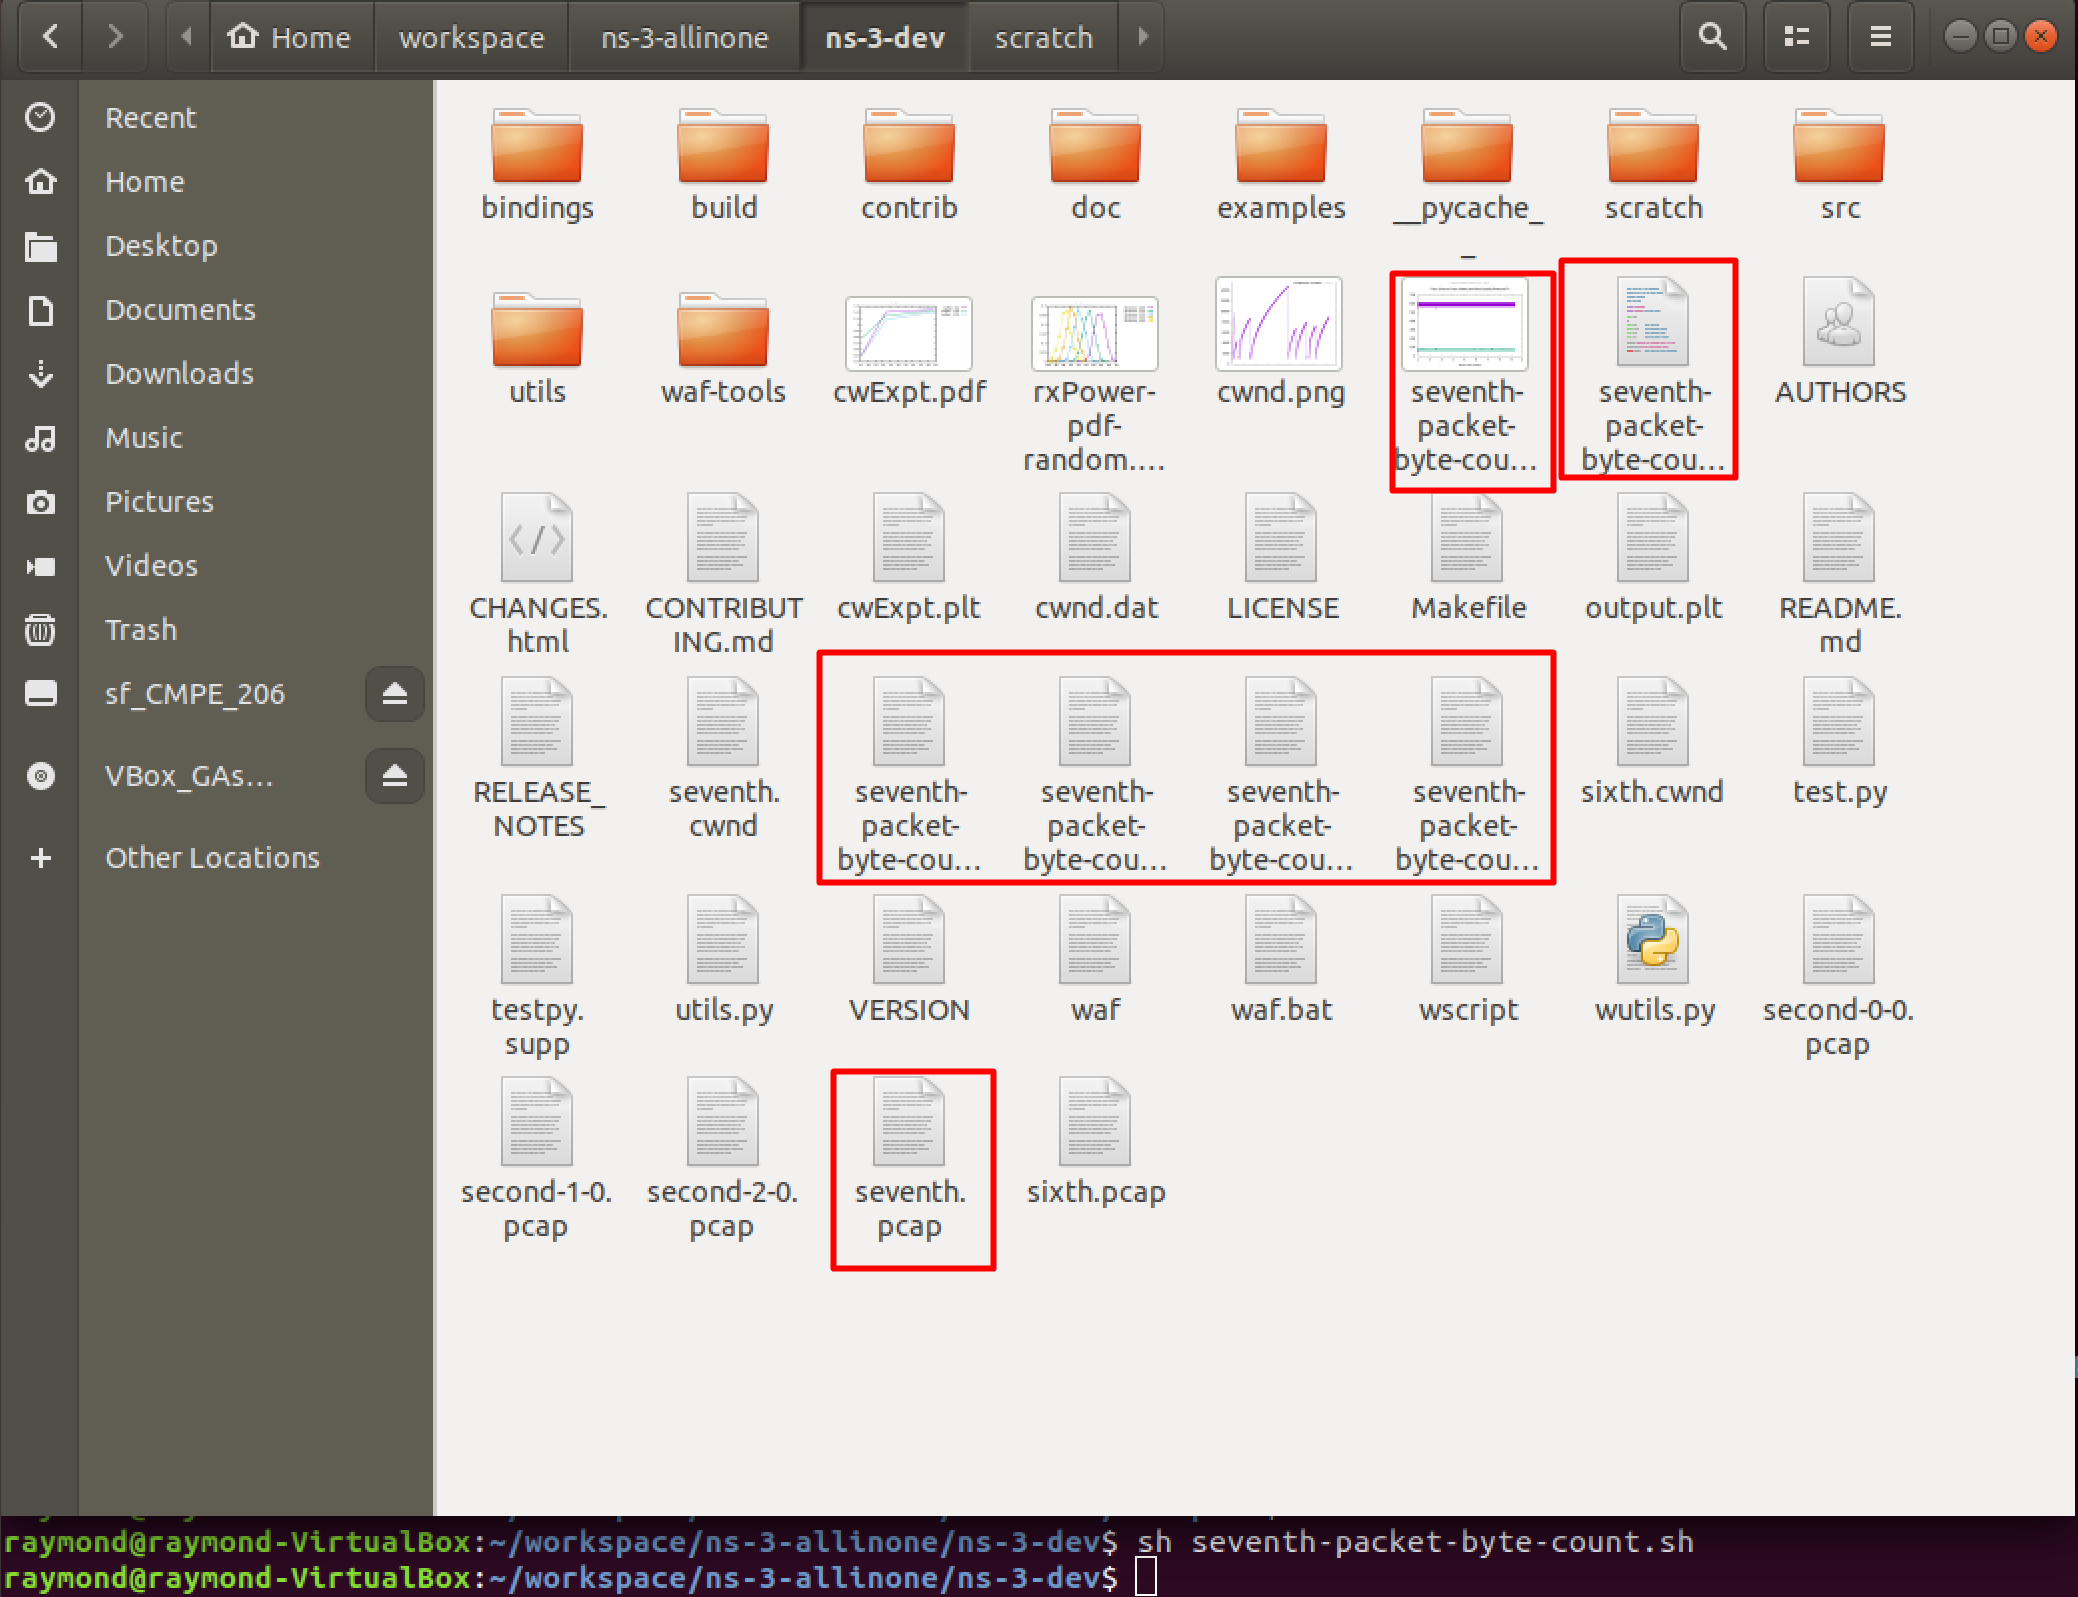 Home workspace ns-3-allinone ns-3-dev scratch
Recent
Home
Desktop
Documents
Downloads
Music
Pictures
Videos
Trash
sf_CMPE_206
VBox_GAs...
Other Locations
bindings build contrib doc examples __pycache_ scratch src
_
utils waf-tools cwExpt.pdf rxPower- cwnd.png seventh- seventh- AUTHORS
pdf- packet- packet-
random.... byte-cou... byte-cou...
CHANGES. CONTRIBUT cwExpt.plt cwnd.dat LICENSE Makefile output.plt README.
html ING.md md
RELEASE_ seventh. seventh- seventh- seventh- seventh- sixth.cwnd test.py
NOTES cwnd packet- packet- packet- packet-
byte-cou... byte-cou... byte-cou... byte-cou...
testpy. utils.py VERSION waf waf.bat wscript wutils.py second-0-0.
supp pcap
second-1-0. second-2-0. seventh. sixth.pcap
pcap pcap pcap
raymond@raymond-VirtualBox:~/workspace/ns-3-allinone/ns-3-dev$ sh seventh-packet-byte-count.sh
raymond@raymond-VirtualBox:~/workspace/ns-3-allinone/ns-3-dev$